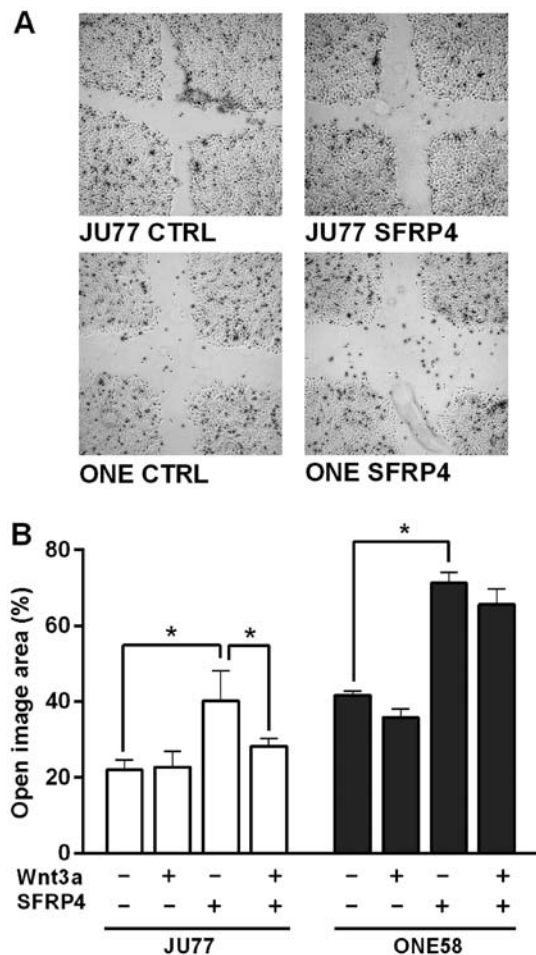 A
JU77 CTRL JU77 SFRP4
ONE CTRL ONE SFRP4
B
Open image area (%)
80
60
40
20
0
* * *
Wnt3a – + – + – + – +
SFRP4 – – + + – – + +
JU77 ONE58